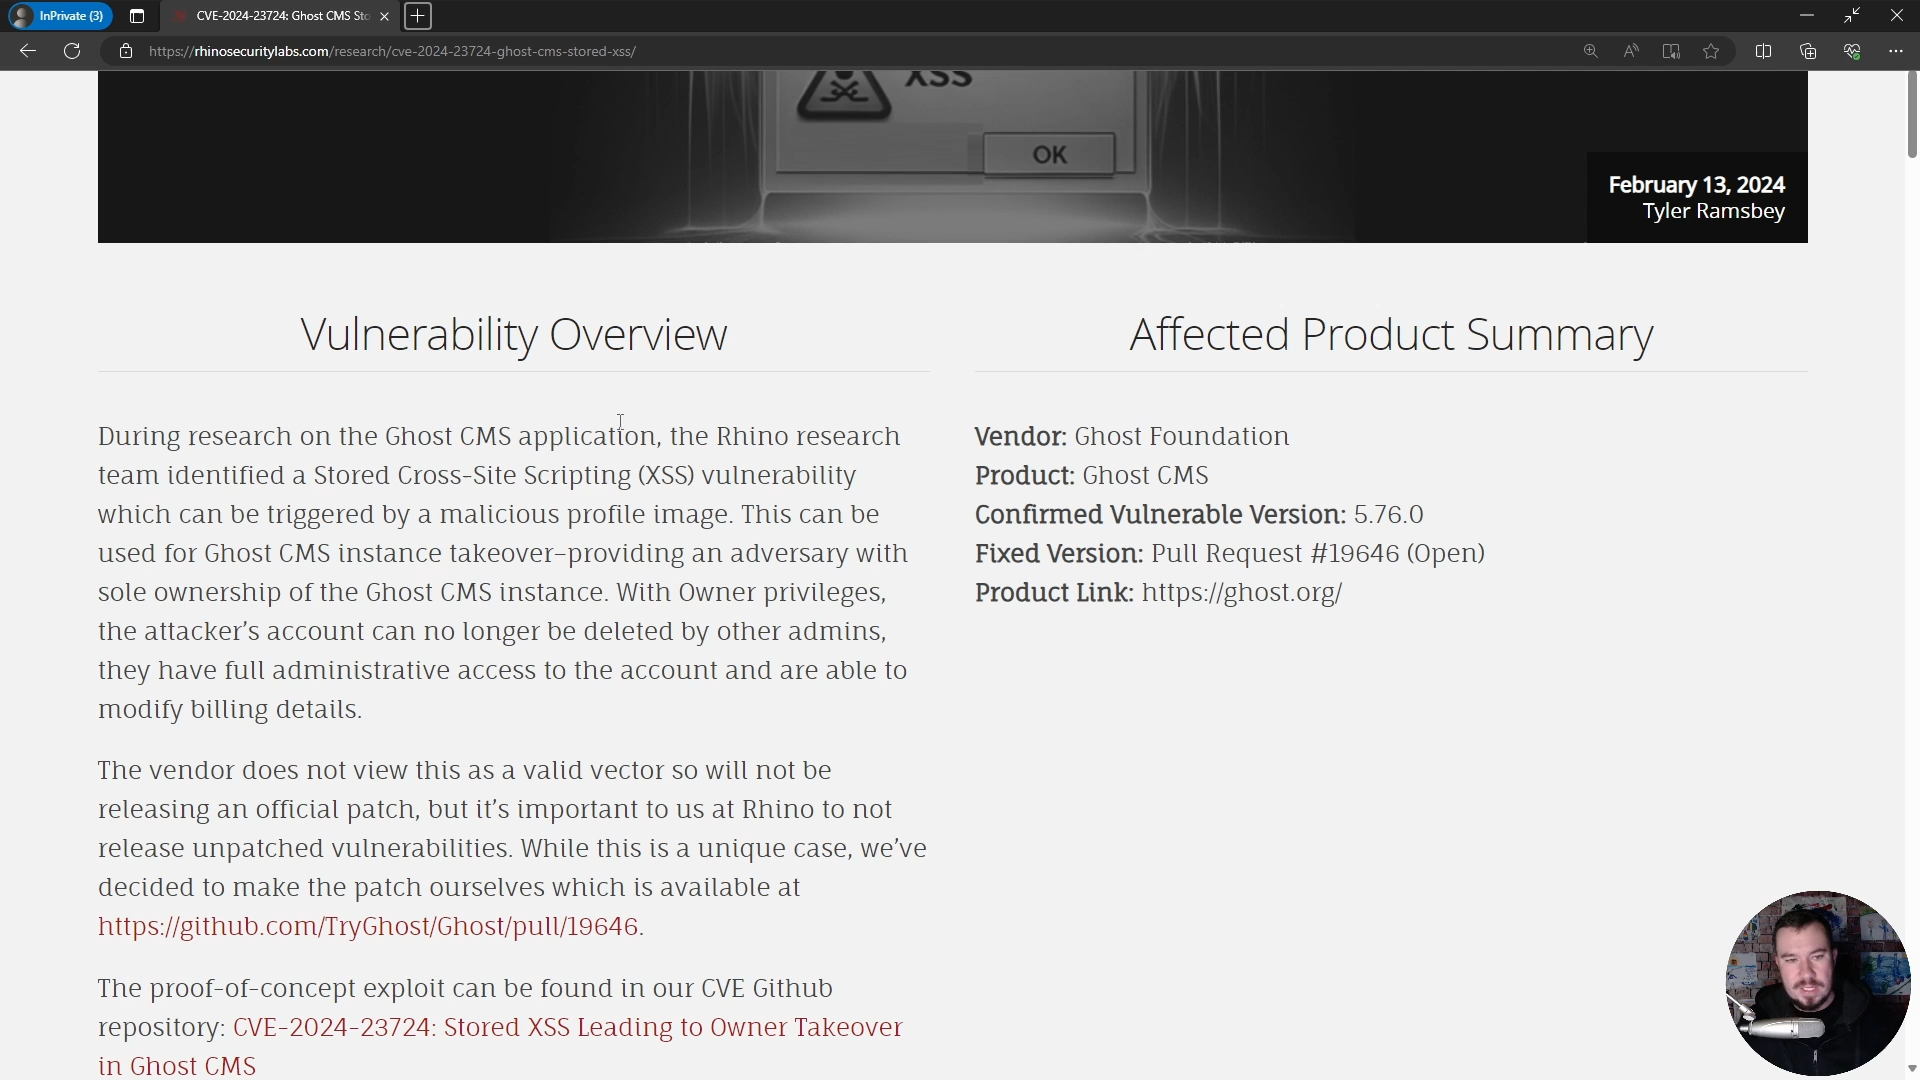 InPrivate (3)
CVE-2024-23724: Ghost CMS Sto
https://rhinosecuritylabs.com/research/cve-2024-23724-ghost-cms-stored-xss/
XSS
OK
February 13, 2024
Tyler Ramsbey
Vulnerability Overview
During research on the Ghost CMS application, the Rhino research
team identified a Stored Cross-Site Scripting (XSS) vulnerability
which can be triggered by a malicious profile image. This can be
used for Ghost CMS instance takeover–providing an adversary with
sole ownership of the Ghost CMS instance. With Owner privileges,
the attacker’s account can no longer be deleted by other admins,
they have full administrative access to the account and are able to
modify billing details.
The vendor does not view this as a valid vector so will not be
releasing an official patch, but it’s important to us at Rhino to not
release unpatched vulnerabilities. While this is a unique case, we’ve
decided to make the patch ourselves which is available at
https://github.com/TryGhost/Ghost/pull/19646.
The proof-of-concept exploit can be found in our CVE Github
repository: CVE-2024-23724: Stored XSS Leading to Owner Takeover
in Ghost CMS
Affected Product Summary
Vendor: Ghost Foundation
Product: Ghost CMS
Confirmed Vulnerable Version: 5.76.0
Fixed Version: Pull Request #19646 (Open)
Product Link: https://ghost.org/